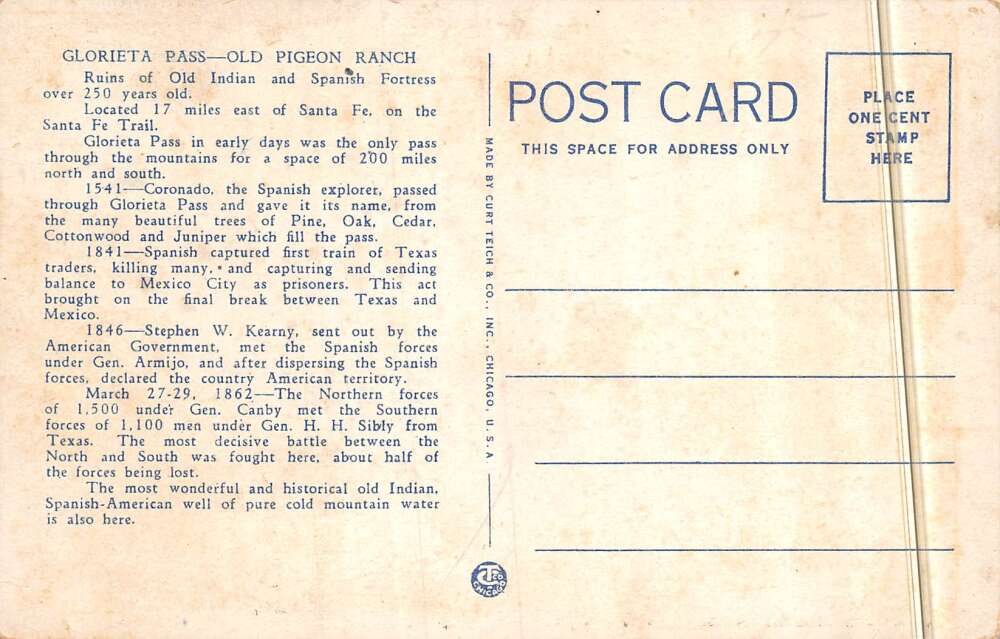 GLORIETA PASS—OLD PIGEON RANCH
Ruins of Old Indian and Spanish Fortress
over 250 years old.
Located 17 miles east of Santa Fe, on the
Santa Fe Trail.
Glorieta Pass in early days was the only pass
through the mountains for a space of 200 miles
north and south.
1541—Coronado, the Spanish explorer, passed
through Glorieta Pass and gave it its name, from
the many beautiful trees of Pine, Oak, Cedar,
Cottonwood and Juniper which fill the pass.
1841—Spanish captured first train of Texas
traders, killing many, and capturing and sending
balance to Mexico City as prisoners. This act
brought on the final break between Texas and
Mexico.
1846—Stephen W. Kearny, sent out by the
American Government, met the Spanish forces
under Gen. Armijo, and after dispersing the Spanish
forces, declared the country American territory.
March 27-29, 1862—The Northern forces
of 1,500 under Gen. Canby met the Southern
forces of 1,100 men under Gen. H. H. Sibly from
Texas. The most decisive battle between the
North and South was fought here, about half of
the forces being lost.
The most wonderful and historical old Indian,
Spanish-American well of pure cold mountain water
is also here.
MADE BY CURT TEICH & CO., INC., CHICAGO, U. S. A
CT CO
CHICAGO
POST CARD
THIS SPACE FOR ADDRESS ONLY
PLACE
ONE CENT
STAMP
HERE